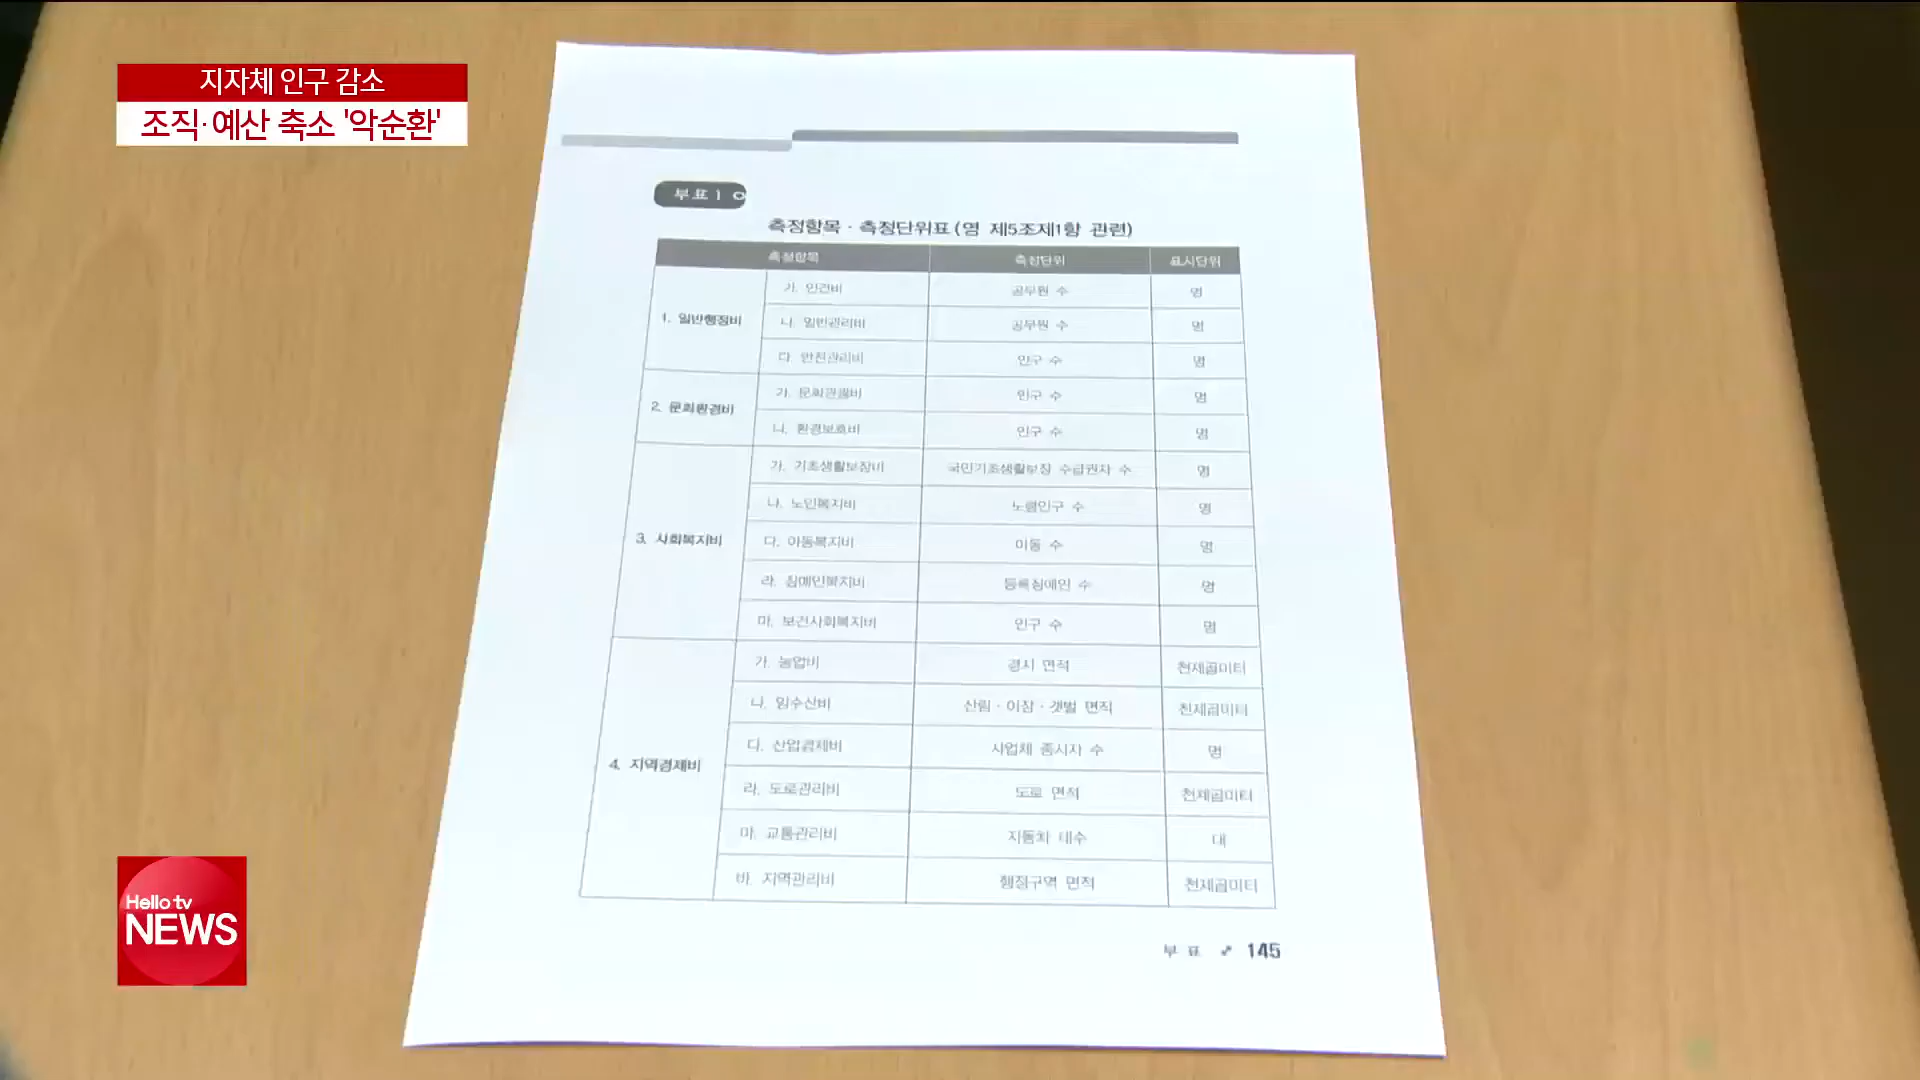 지자체 인구 감소
조직·예산 축소 '악순환'
부표 1
측정항목 · 측정단위표 (영 제5조제1항 관련)
측정항목 측정단위 표시단위
1. 일반행정비
가. 인건비 공무원 수 명
나. 일반관리비 공무원 수 명
다. 안전관리비 인구 수 명
2. 문화환경비
가. 문화관광비 인구 수 명
나. 환경보호비 인구 수 명
3. 사회복지비
가. 기초생활보장비 국민기초생활보장 수급권자 수 명
나. 노인복지비 노령인구 수 명
다. 아동복지비 아동 수 명
라. 장애인복지비 등록장애인 수 명
마. 보건사회복지비 인구 수 명
4. 지역경제비
가. 농업비 경지 면적 천제곱미터
나. 임수산비 산림 · 어장 · 갯벌 면적 천제곱미터
다. 산업경제비 사업체 종사자 수 명
라. 도로관리비 도로 면적 천제곱미터
마. 교통관리비 자동차 대수 대
바. 지역관리비 행정구역 면적 천제곱미터
부 표 145
Hello tv
NEWS